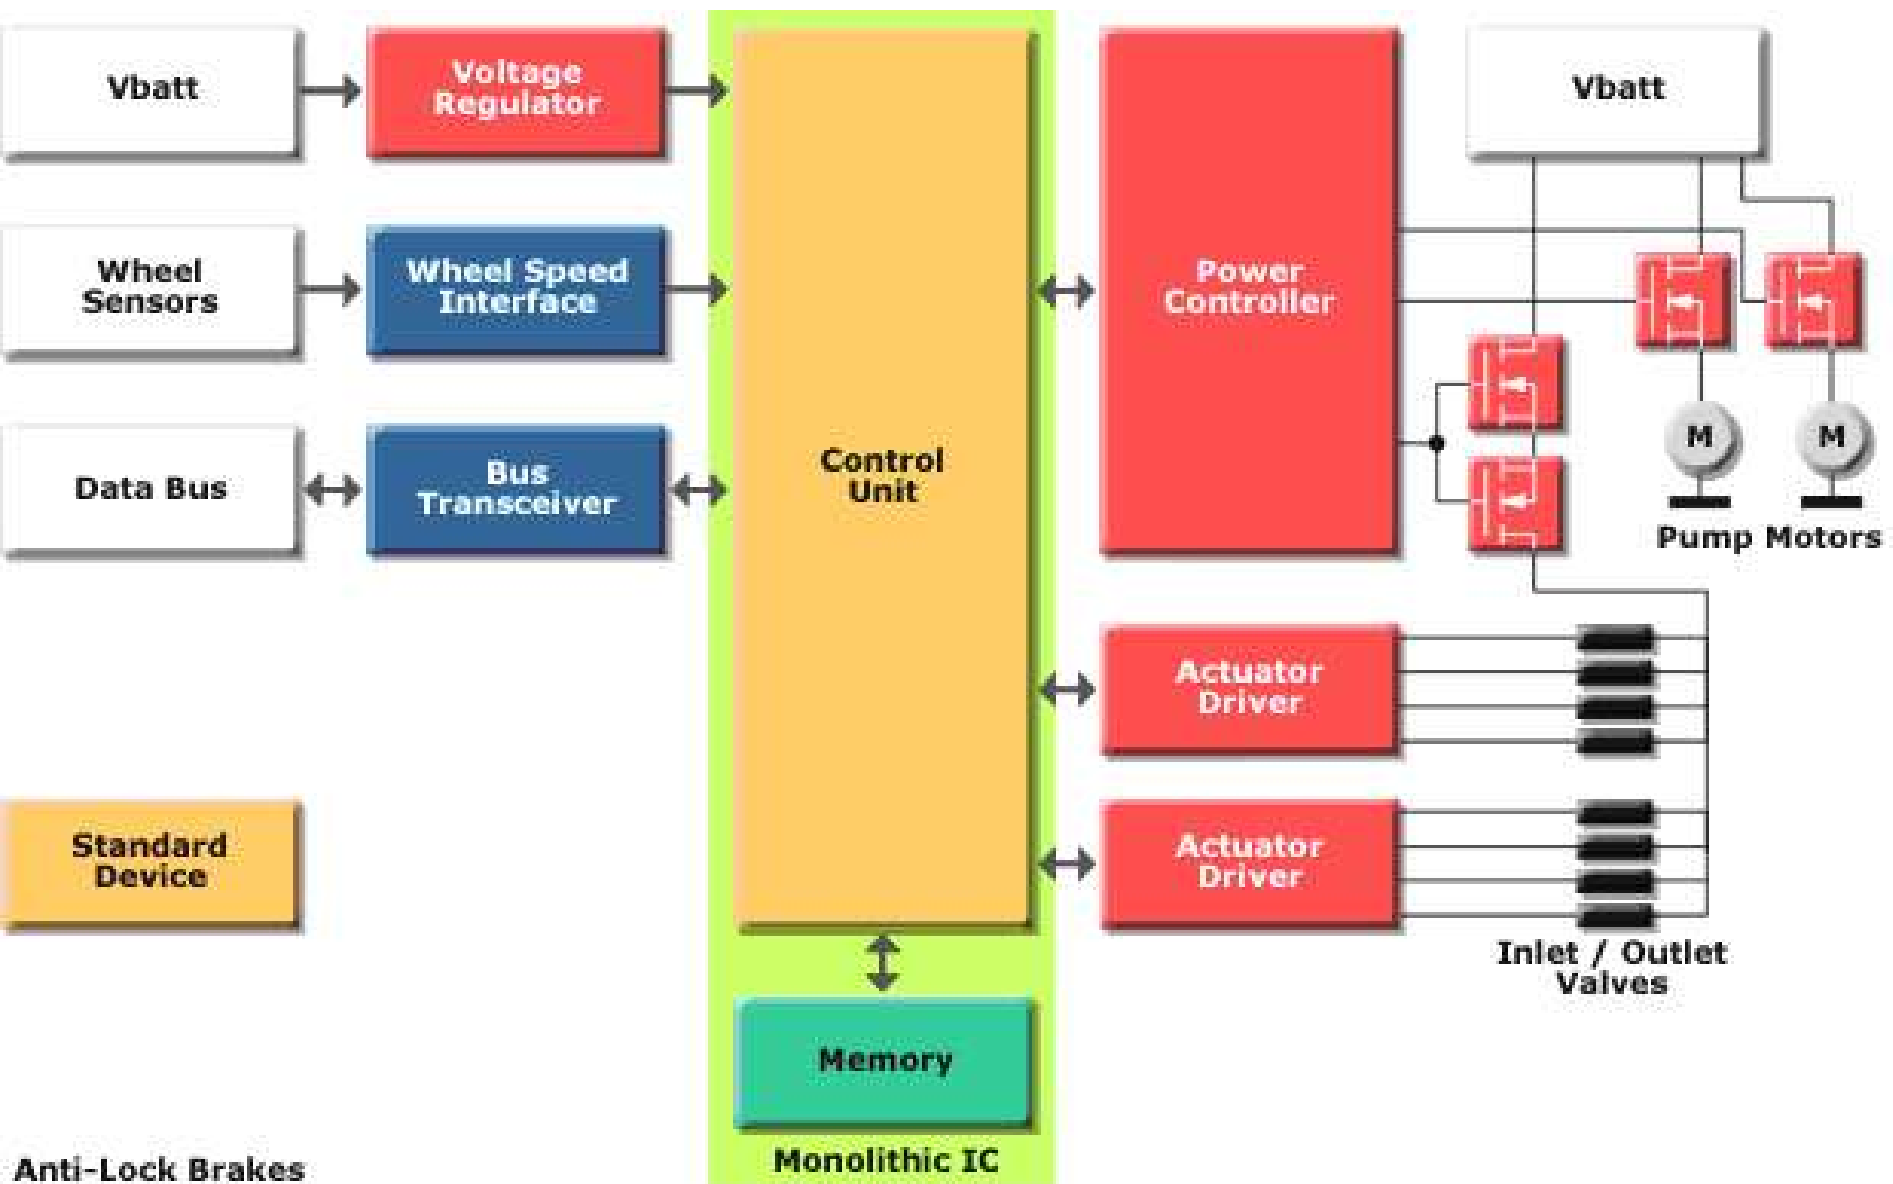 Vbatt
Voltage
Regulator
Vbatt
Wheel
Sensors
Wheel Speed
Interface
Power
Controller
Data Bus
Bus
Transceiver
Control
Unit
M
M
Pump Motors
Actuator
Driver
Standard
Device
Actuator
Driver
Inlet / Outlet
Valves
Memory
Monolithic IC
Anti-Lock Brakes